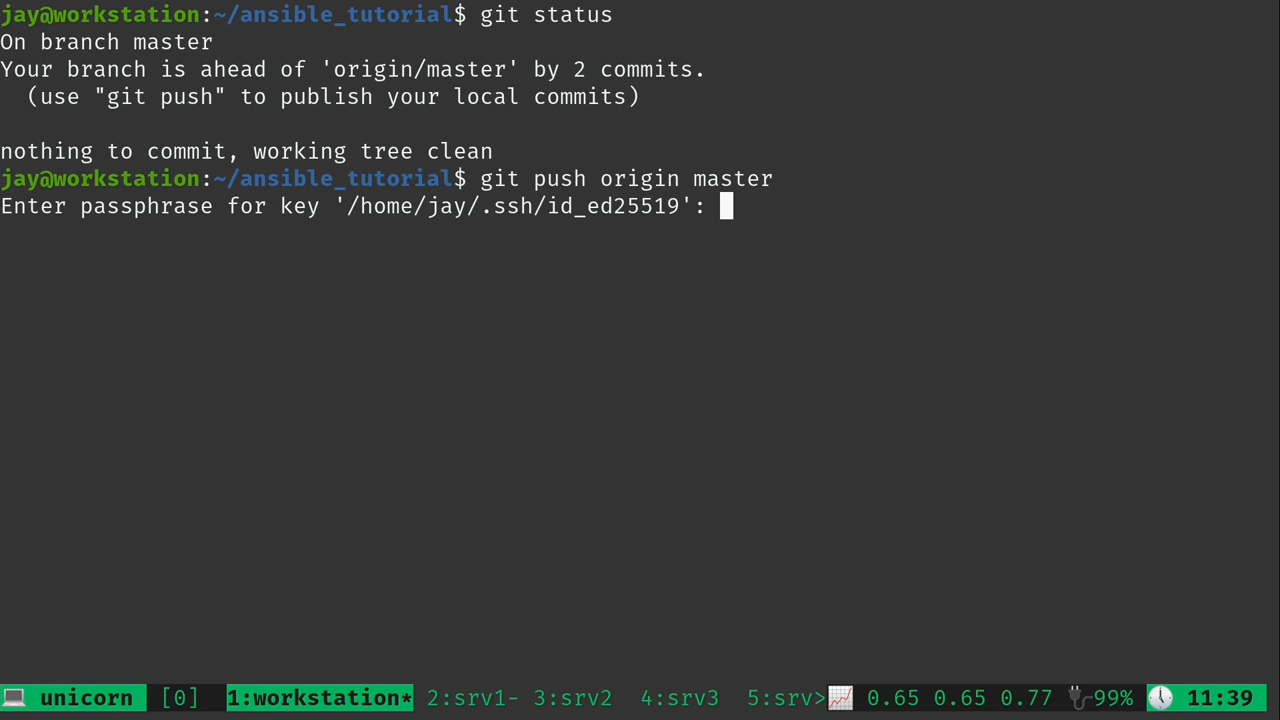 jay@workstation:~/ansible_tutorial$ git status
On branch master
Your branch is ahead of 'origin/master' by 2 commits.
  (use "git push" to publish your local commits)

nothing to commit, working tree clean
jay@workstation:~/ansible_tutorial$ git push origin master
Enter passphrase for key '/home/jay/.ssh/id_ed25519':
unicorn [0] 1:workstation* 2:srv1- 3:srv2 4:srv3 5:srv> 0.65 0.65 0.77 99% 11:39